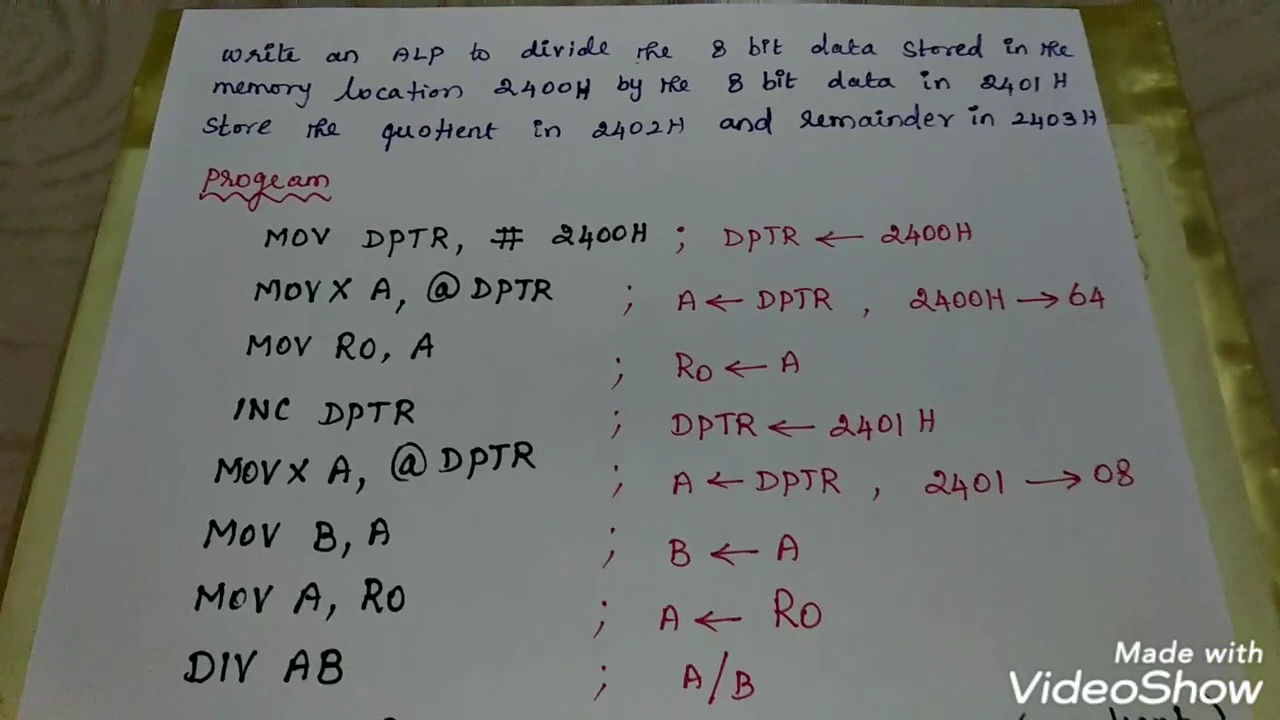 Write an ALP to divide the 8 bit data stored in the
memory location 2400H by the 8 bit data in 2401 H
Store the quotient in 2402H and remainder in 2403H
Program
MOV DPTR, # 2400H ; DPTR ← 2400H
MOVX A, @DPTR ; A ← DPTR , 2400H → 64
MOV R0, A ; R0 ← A
INC DPTR ; DPTR ← 2401 H
MOVX A, @DPTR ; A ← DPTR , 2401 → 08
MOV B, A ; B ← A
MOV A, R0 ; A ← R0
DIV AB ; A/B
Made with
VideoShow